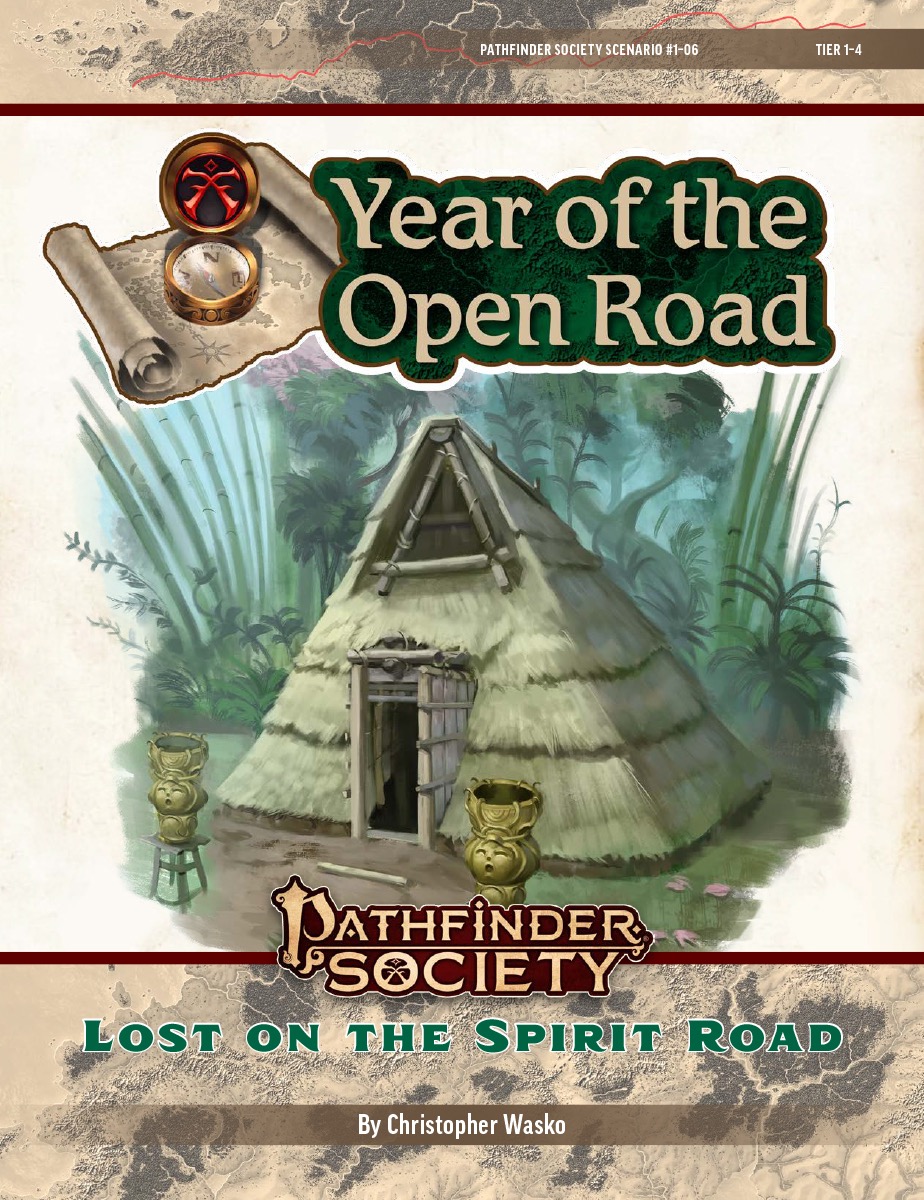 PATHFINDER SOCIETY SCENARIO #1–06 TIER 1–4
Year of the
Open Road
N
E
PATHFINDER
SOCIETY
LOST ON THE SPIRIT ROAD
By Christopher Wasko